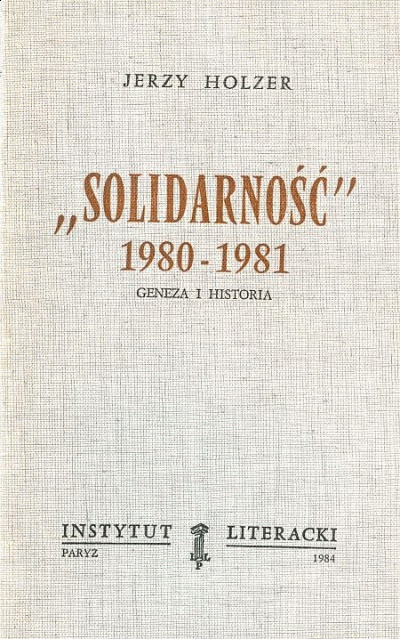 JERZY HOLZER
„SOLIDARNOŚĆ”
1980-1981
GENEZA I HISTORIA
INSTYTUT LITERACKI
PARYŻ 1984
I L
P